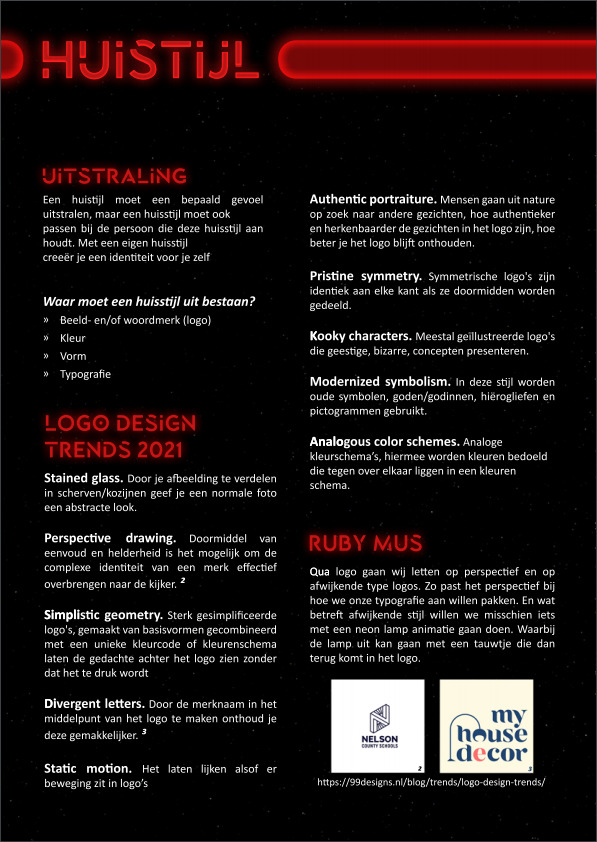 HUiSTiJL
UiTSTRALiNG
Een huistijl moet een bepaald gevoel
uitstralen, maar een huisstijl moet ook
passen bij de persoon die deze huisstijl aan
houdt. Met een eigen huisstijl
creeër je een identiteit voor je zelf
Waar moet een huisstijl uit bestaan?
» Beeld- en/of woordmerk (logo)
» Kleur
» Vorm
» Typografie
LOGO DESiGN
TRENDS 2021
Stained glass. Door je afbeelding te verdelen
in scherven/kozijnen geef je een normale foto
een abstracte look.
Perspective drawing. Doormiddel van
eenvoud en helderheid is het mogelijk om de
complexe identiteit van een merk effectief
overbrengen naar de kijker. ²
Simplistic geometry. Sterk gesimplificeerde
logo's, gemaakt van basisvormen gecombineerd
met een unieke kleurcode of kleurenschema
laten de gedachte achter het logo zien zonder
dat het te druk wordt
Divergent letters. Door de merknaam in het
middelpunt van het logo te maken onthoud je
deze gemakkelijker. ³
Static motion. Het laten lijken alsof er
beweging zit in logo’s
Authentic portraiture. Mensen gaan uit nature
op zoek naar andere gezichten, hoe authentieker
en herkenbaarder de gezichten in het logo zijn, hoe
beter je het logo blijft onthouden.
Pristine symmetry. Symmetrische logo's zijn
identiek aan elke kant als ze doormidden worden
gedeeld.
Kooky characters. Meestal geïllustreerde logo's
die geestige, bizarre, concepten presenteren.
Modernized symbolism. In deze stijl worden
oude symbolen, goden/godinnen, hiërogliefen en
pictogrammen gebruikt.
Analogous color schemes. Analoge
kleurschema’s, hiermee worden kleuren bedoeld
die tegen over elkaar liggen in een kleuren
schema.
RUBY MUS
Qua logo gaan wij letten op perspectief en op
afwijkende type logos. Zo past het perspectief bij
hoe we onze typografie aan willen pakken. En wat
betreft afwijkende stijl willen we misschien iets
met een neon lamp animatie gaan doen. Waarbij
de lamp uit kan gaan met een tauwtje die dan
terug komt in het logo.
NELSON
COUNTY SCHOOLS
2
my
house
decor
3
https://99designs.nl/blog/trends/logo-design-trends/